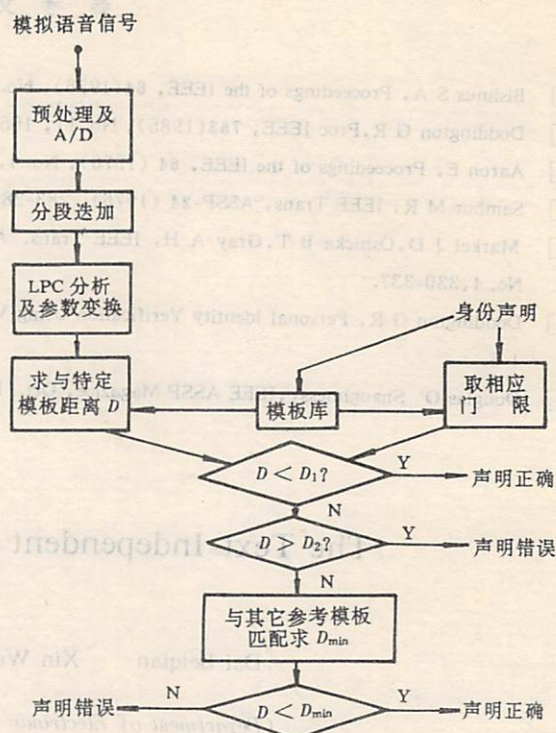 模拟语音信号
预处理及
A/D
分段迭加
LPC 分析
及参数变换
身份声明
求与特定
模板距离 D
模板库
取相应
门 限
D < D₁?
Y
声明正确
N
D > D₂?
Y
声明错误
N
与其它参考模板
匹配求 Dmin
声明错误
N
D < Dmin
Y
声明正确